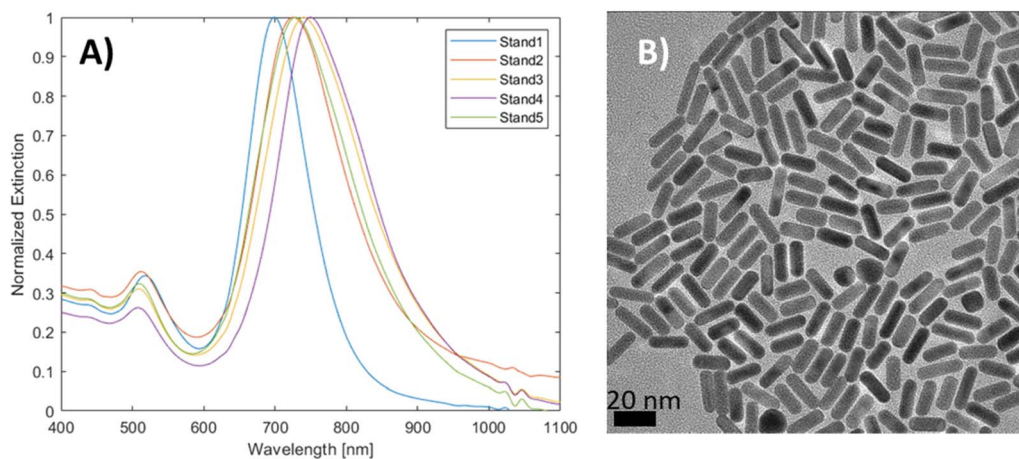 A)
Stand1
Stand2
Stand3
Stand4
Stand5
1
0.9
0.8
0.7
0.6
0.5
0.4
0.3
0.2
0.1
0
Normalized Extinction
400 500 600 700 800 900 1000 1100
Wavelength [nm]
B)
20 nm